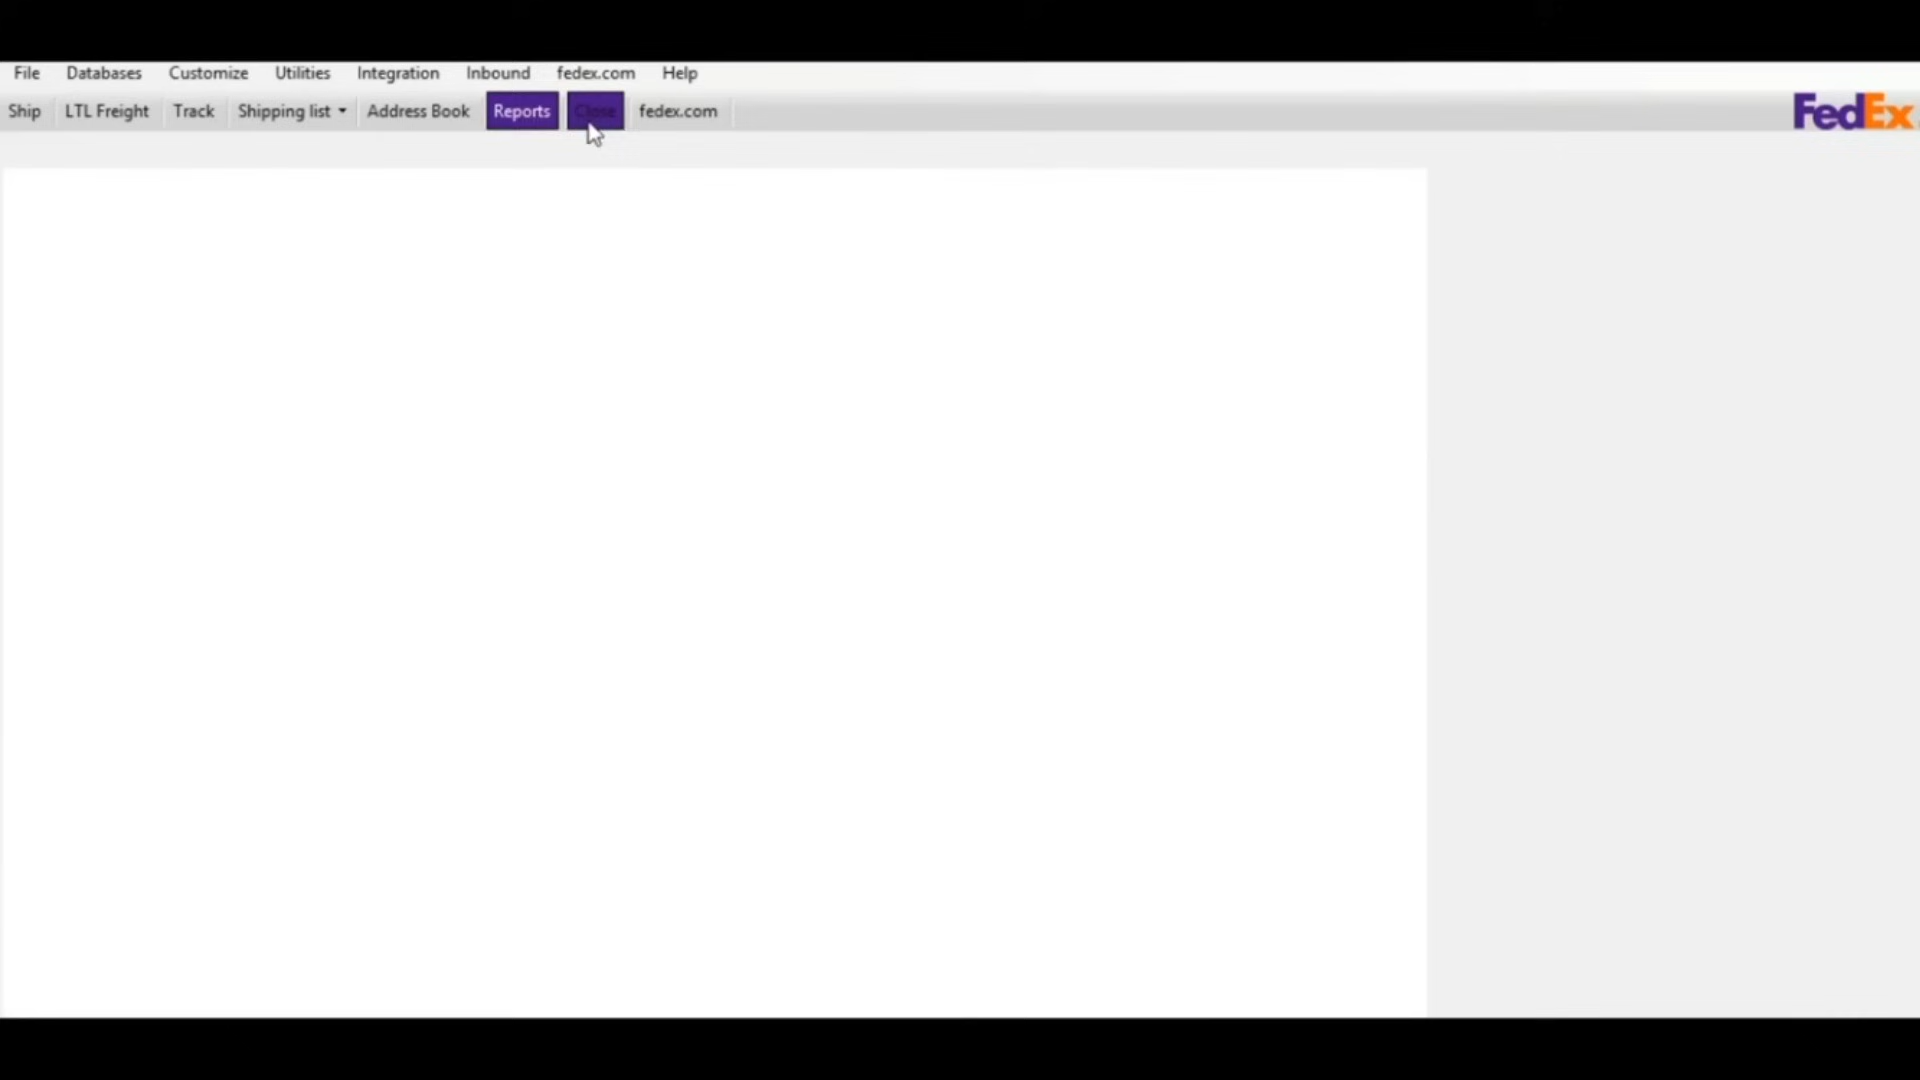 File Databases Customize Utilities Integration Inbound fedex.com Help
Ship LTL Freight Track Shipping list Address Book Reports Close fedex.com FedEx